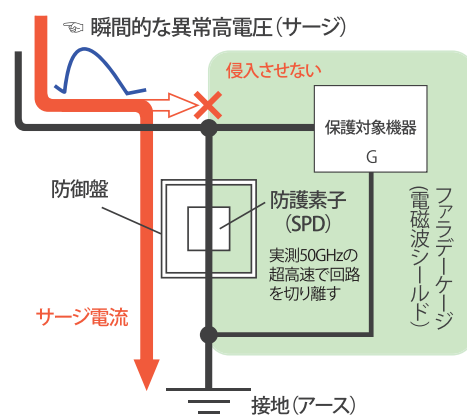 ☜ 瞬間的な異常高電圧（サージ）
侵入させない
保護対象機器
G
防御盤
防護素子
（SPD）
実測50GHzの
超高速で回路
を切り離す
ファラデーケージ
（電磁波シールド）
サージ電流
接地（アース）